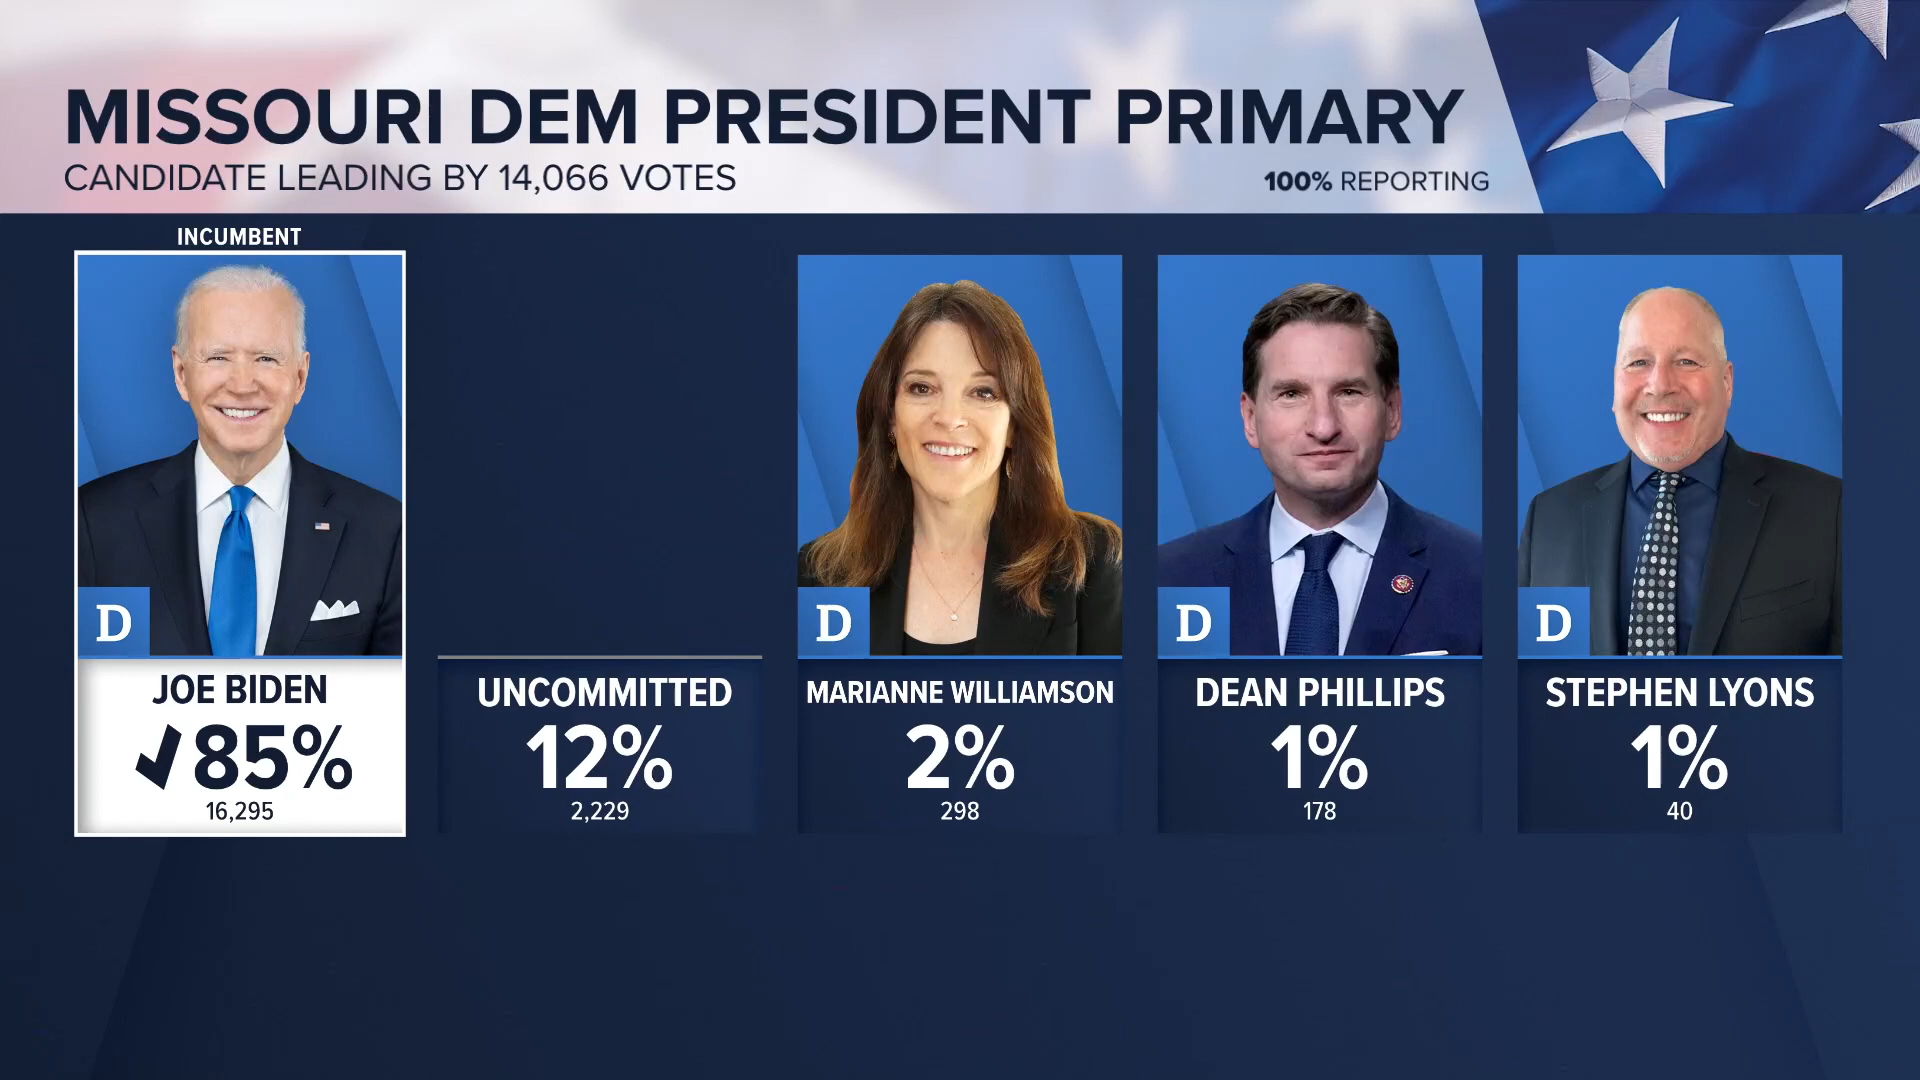 MISSOURI DEM PRESIDENT PRIMARY
CANDIDATE LEADING BY 14,066 VOTES
100% REPORTING
INCUMBENT
D
JOE BIDEN
85%
16,295
UNCOMMITTED
12%
2,229
D
MARIANNE WILLIAMSON
2%
298
D
DEAN PHILLIPS
1%
178
D
STEPHEN LYONS
1%
40